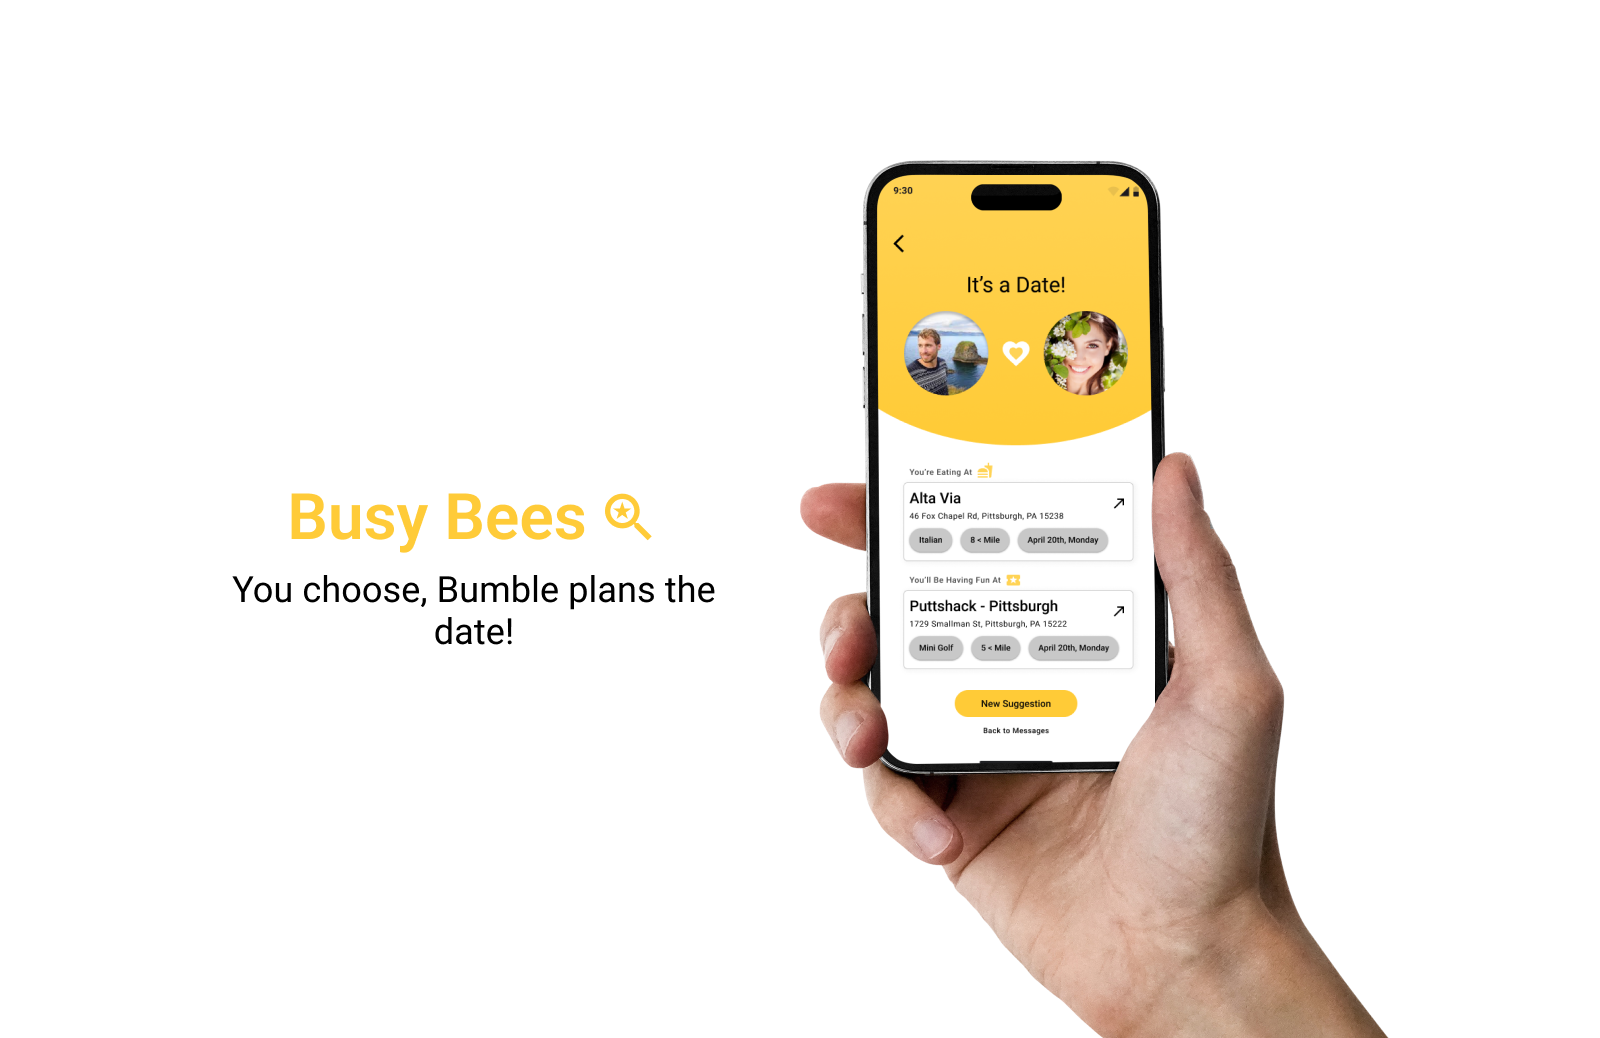 Busy Bees
You choose, Bumble plans the
date!
9:30
It's a Date!
You're Eating At
Alta Via
46 Fox Chapel Rd, Pittsburgh, PA 15238
Italian
8 < Mile
April 20th, Monday
You'll Be Having Fun At
Puttshack - Pittsburgh
1729 Smallman St, Pittsburgh, PA 15222
Mini Golf
5 < Mile
April 20th, Monday
New Suggestion
Back to Messages